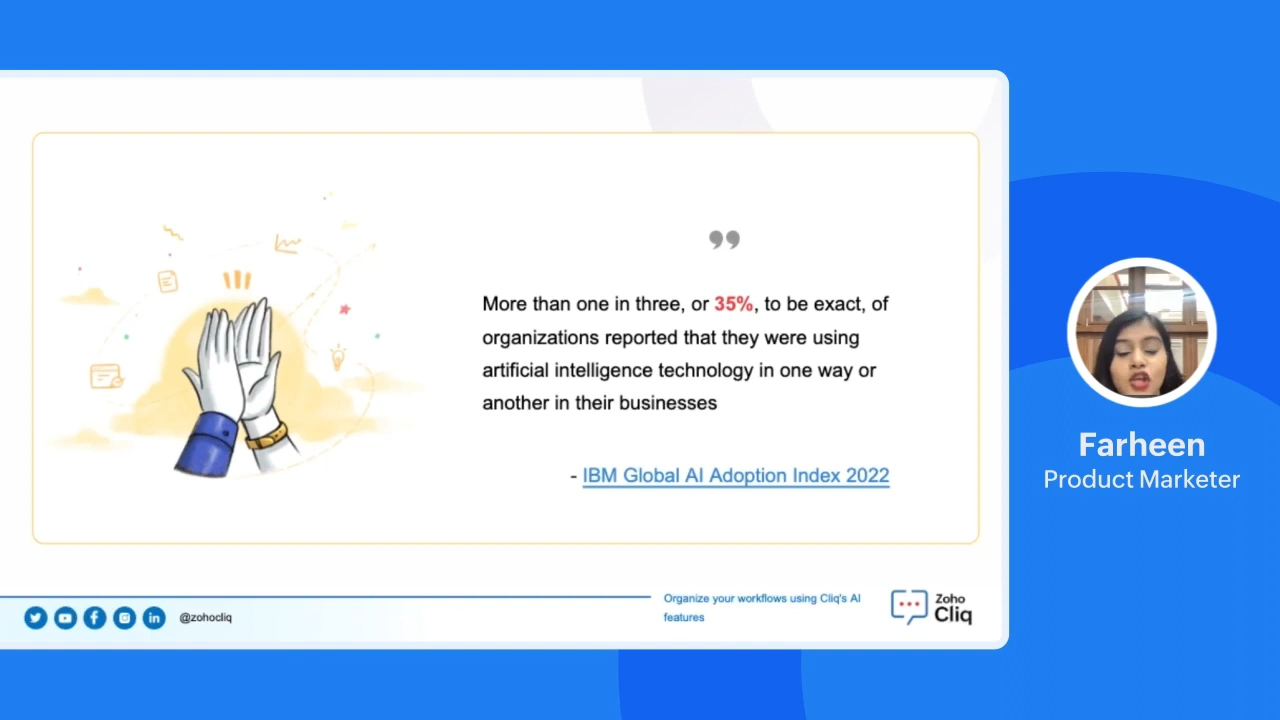 ”
More than one in three, or 35%, to be exact, of
organizations reported that they were using
artificial intelligence technology in one way or
another in their businesses
- IBM Global AI Adoption Index 2022
@zohocliq
Organize your workflows using Cliq's AI
features
Zoho
Cliq
Farheen
Product Marketer